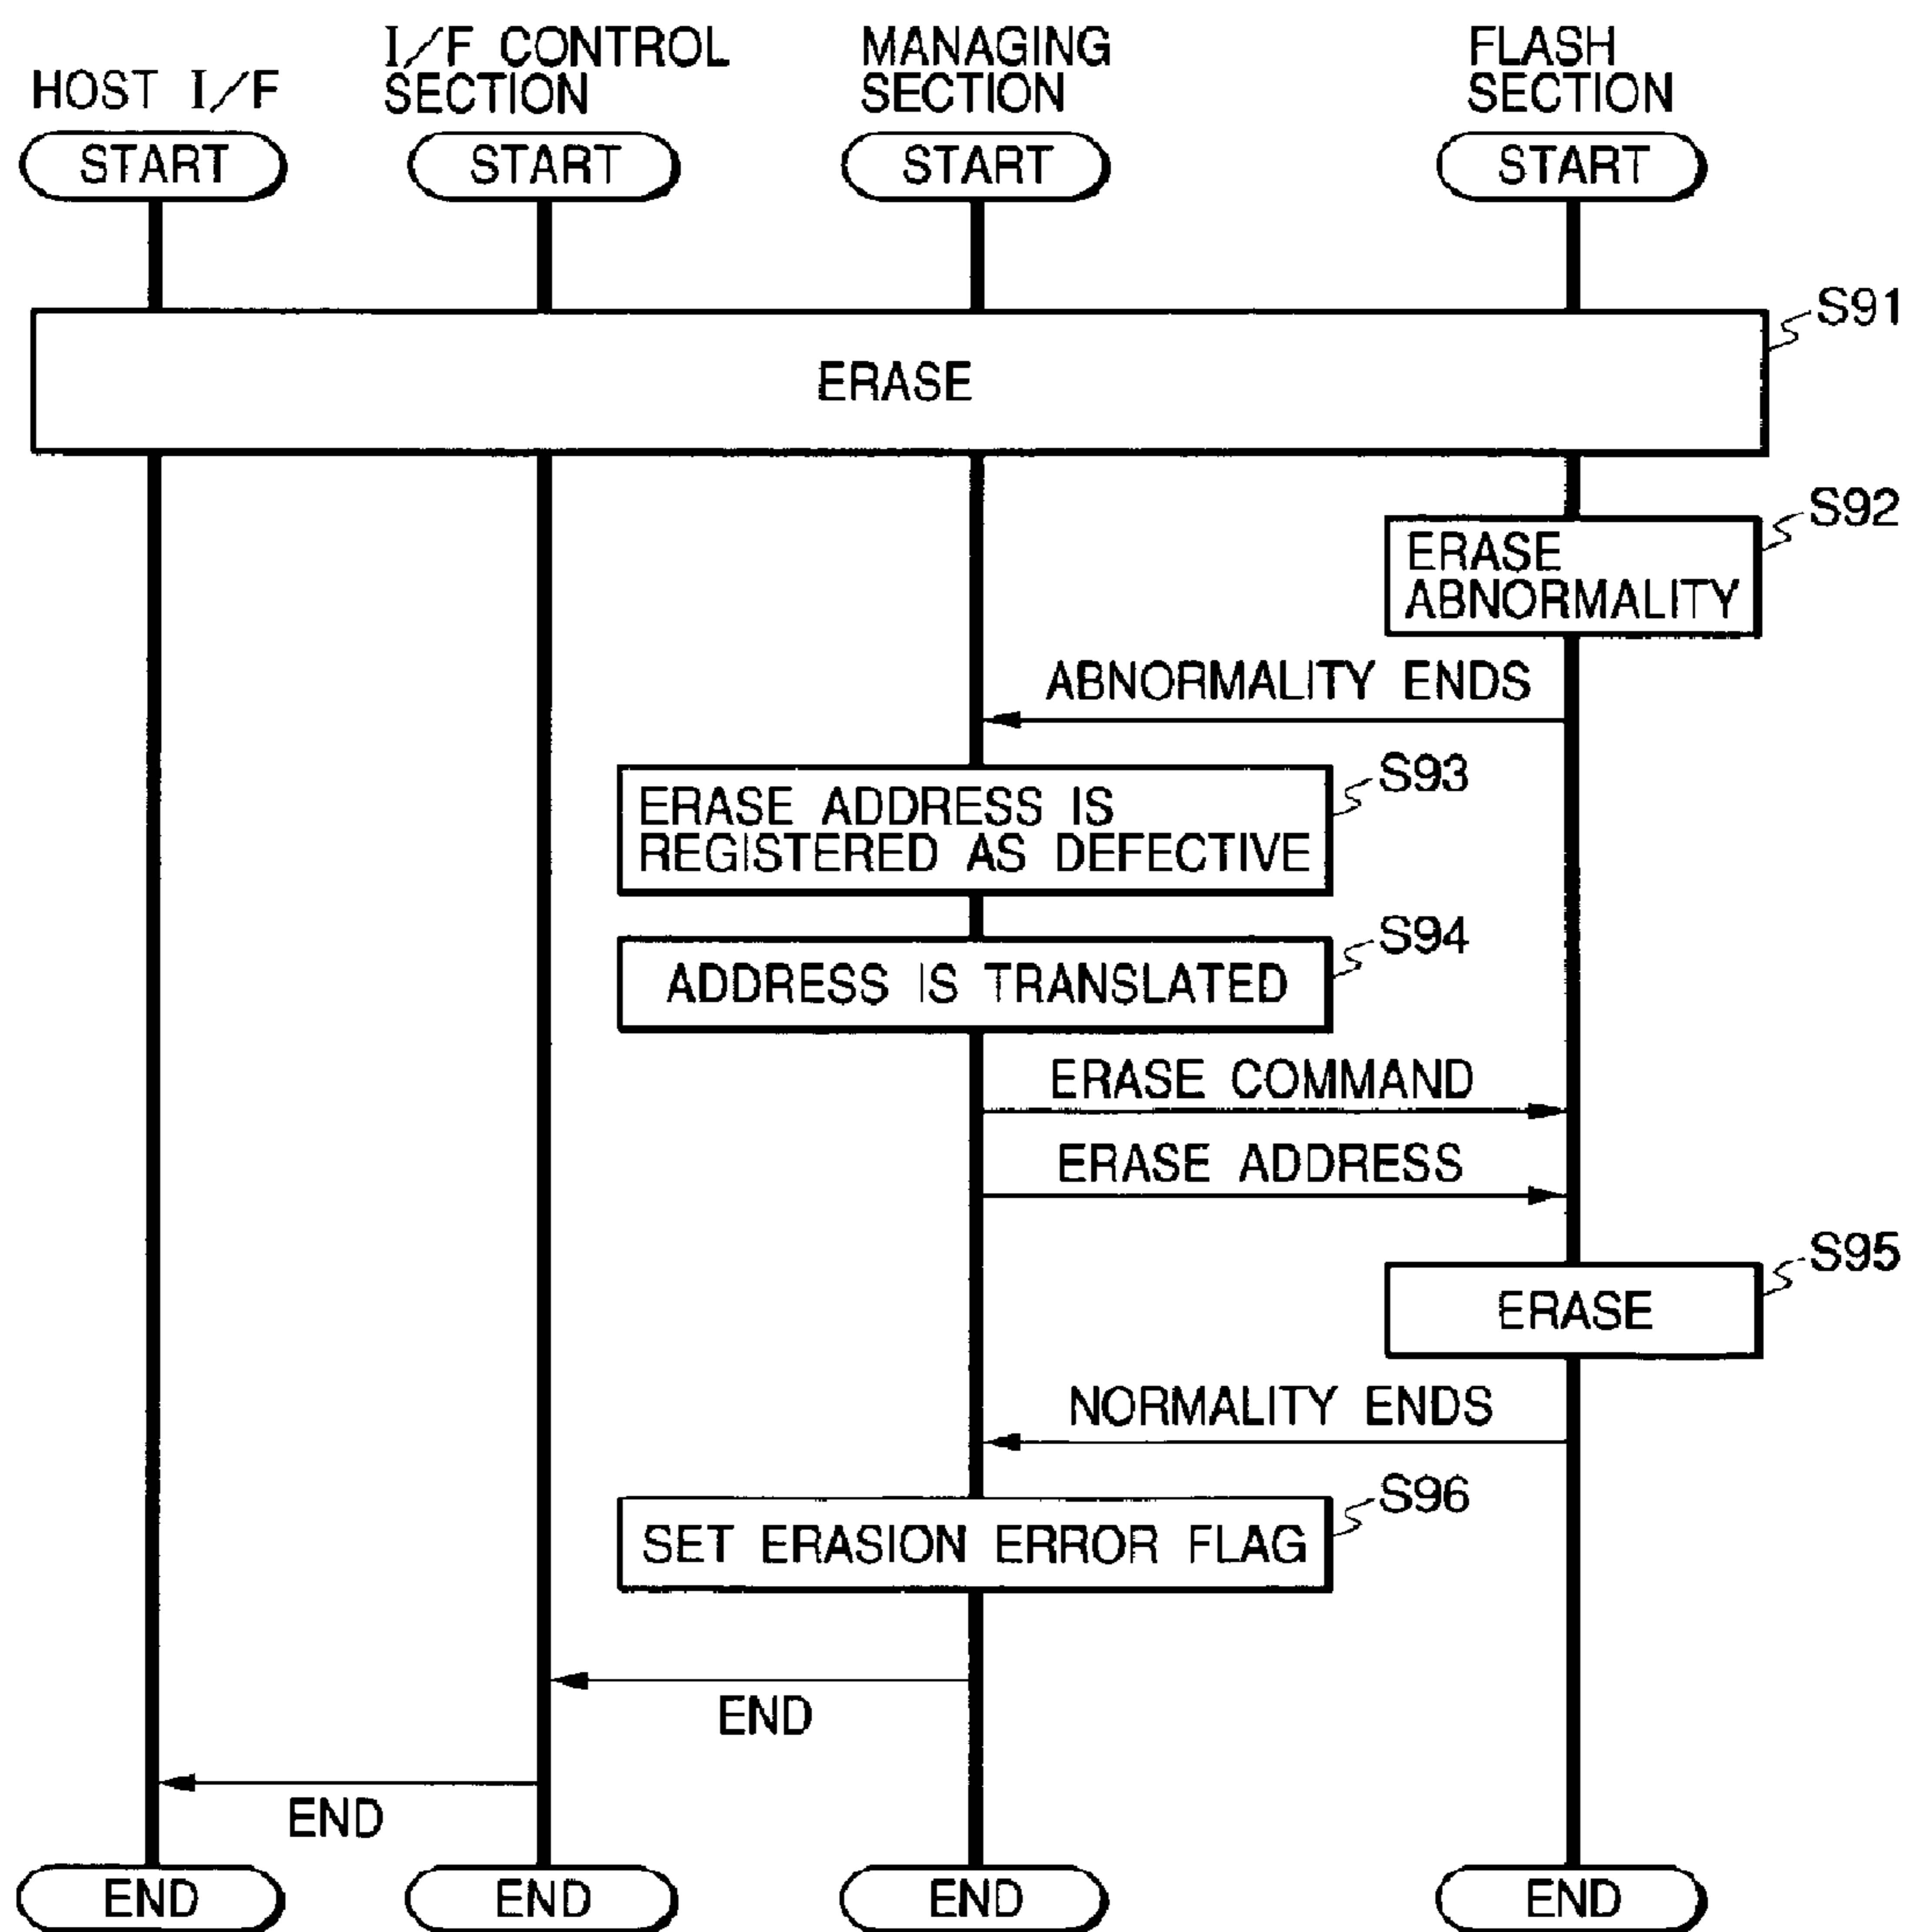 HOST I/F
I/F CONTROL
SECTION
MANAGING
SECTION
FLASH
SECTION
START
START
START
START
S91
ERASE
S92
ERASE
ABNORMALITY
ABNORMALITY ENDS
S93
ERASE ADDRESS IS
REGISTERED AS DEFECTIVE
S94
ADDRESS IS TRANSLATED
ERASE COMMAND
ERASE ADDRESS
S95
ERASE
NORMALITY ENDS
S96
SET ERASION ERROR FLAG
END
END
END
END
END
END